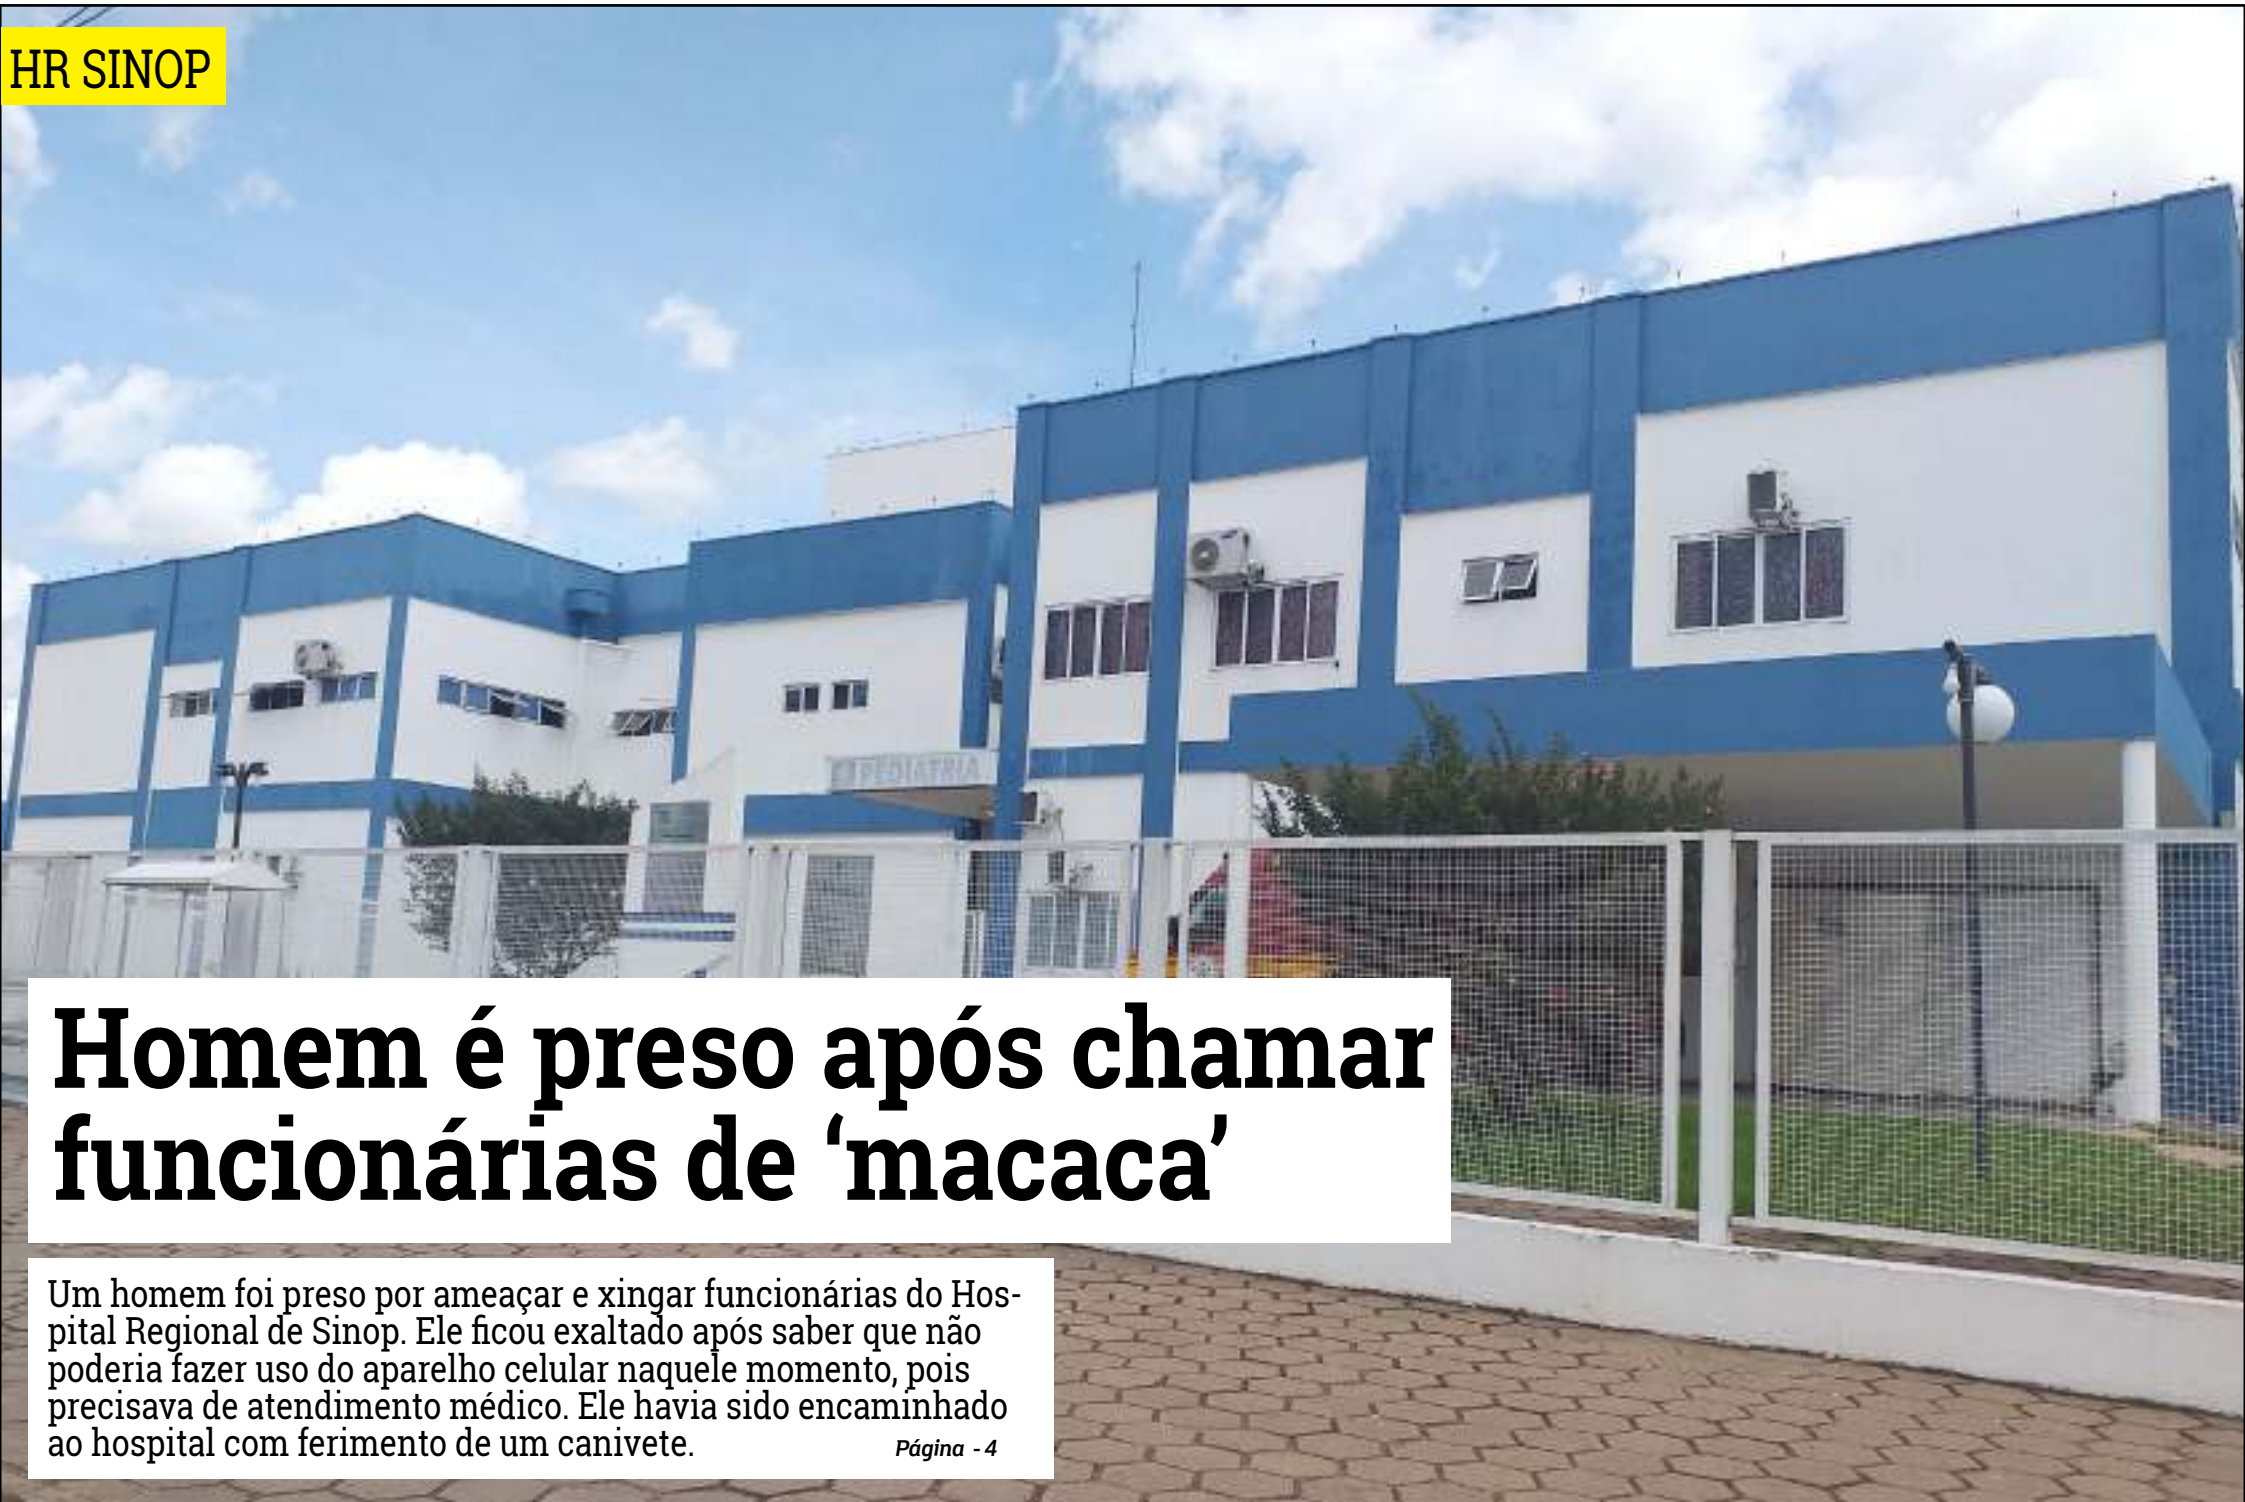 HR SINOP
PEDIATRIA
Homem é preso após chamar
funcionárias de ‘macaca’
Um homem foi preso por ameaçar e xingar funcionárias do Hos-
pital Regional de Sinop. Ele ficou exaltado após saber que não
poderia fazer uso do aparelho celular naquele momento, pois
precisava de atendimento médico. Ele havia sido encaminhado
ao hospital com ferimento de um canivete.
Página - 4